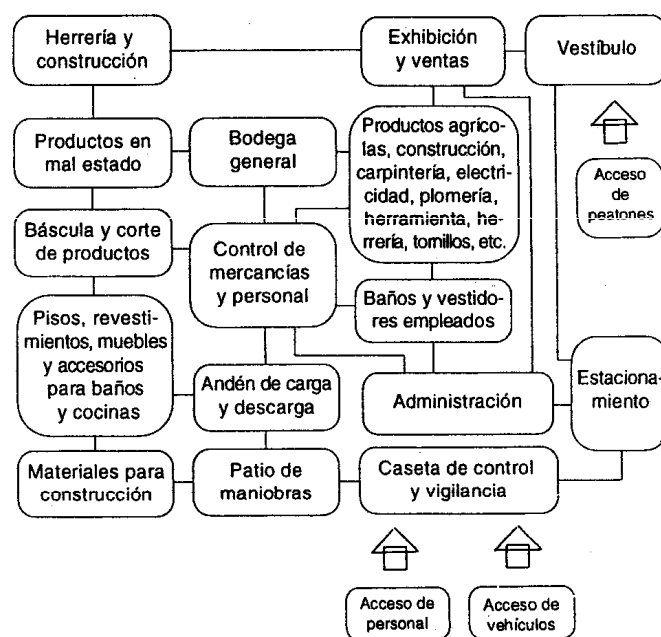 Herrería y
construcción
Exhibición
y ventas
Vestíbulo
Productos en
mal estado
Bodega
general
Productos agríco-
las, construcción,
carpintería, electri-
cidad, plomería,
herramienta, he-
rrería, tornillos, etc.
Acceso
de
peatones
Báscula y corte
de productos
Control de
mercancías
y personal
Baños y vestido-
res empleados
Pisos, revesti-
mientos, muebles
y accesorios
para baños
y cocinas
Andén de carga
y descarga
Administración
Estaciona-
miento
Materiales para
construcción
Patio de
maniobras
Caseta de control
y vigilancia
Acceso de
personal
Acceso de
vehículos